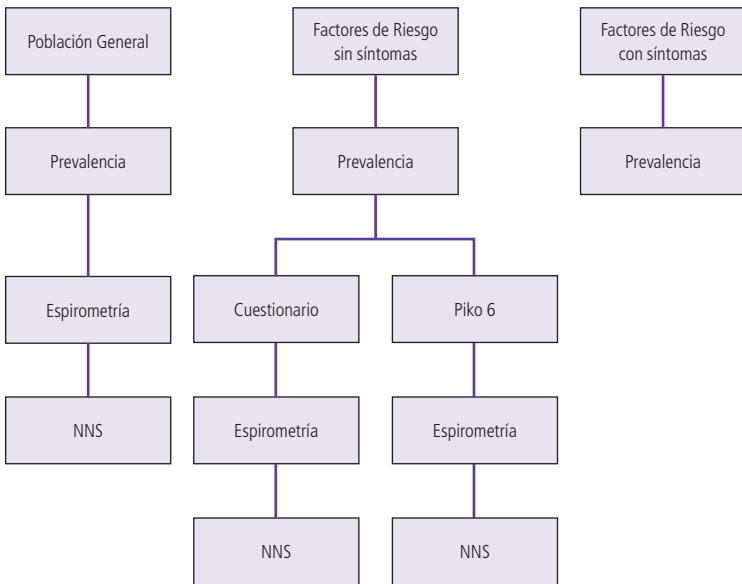 Población General
Factores de Riesgo
sin síntomas
Factores de Riesgo
con síntomas
Prevalencia
Prevalencia
Prevalencia
Espirometría
Cuestionario
Piko 6
NNS
Espirometría
Espirometría
NNS
NNS